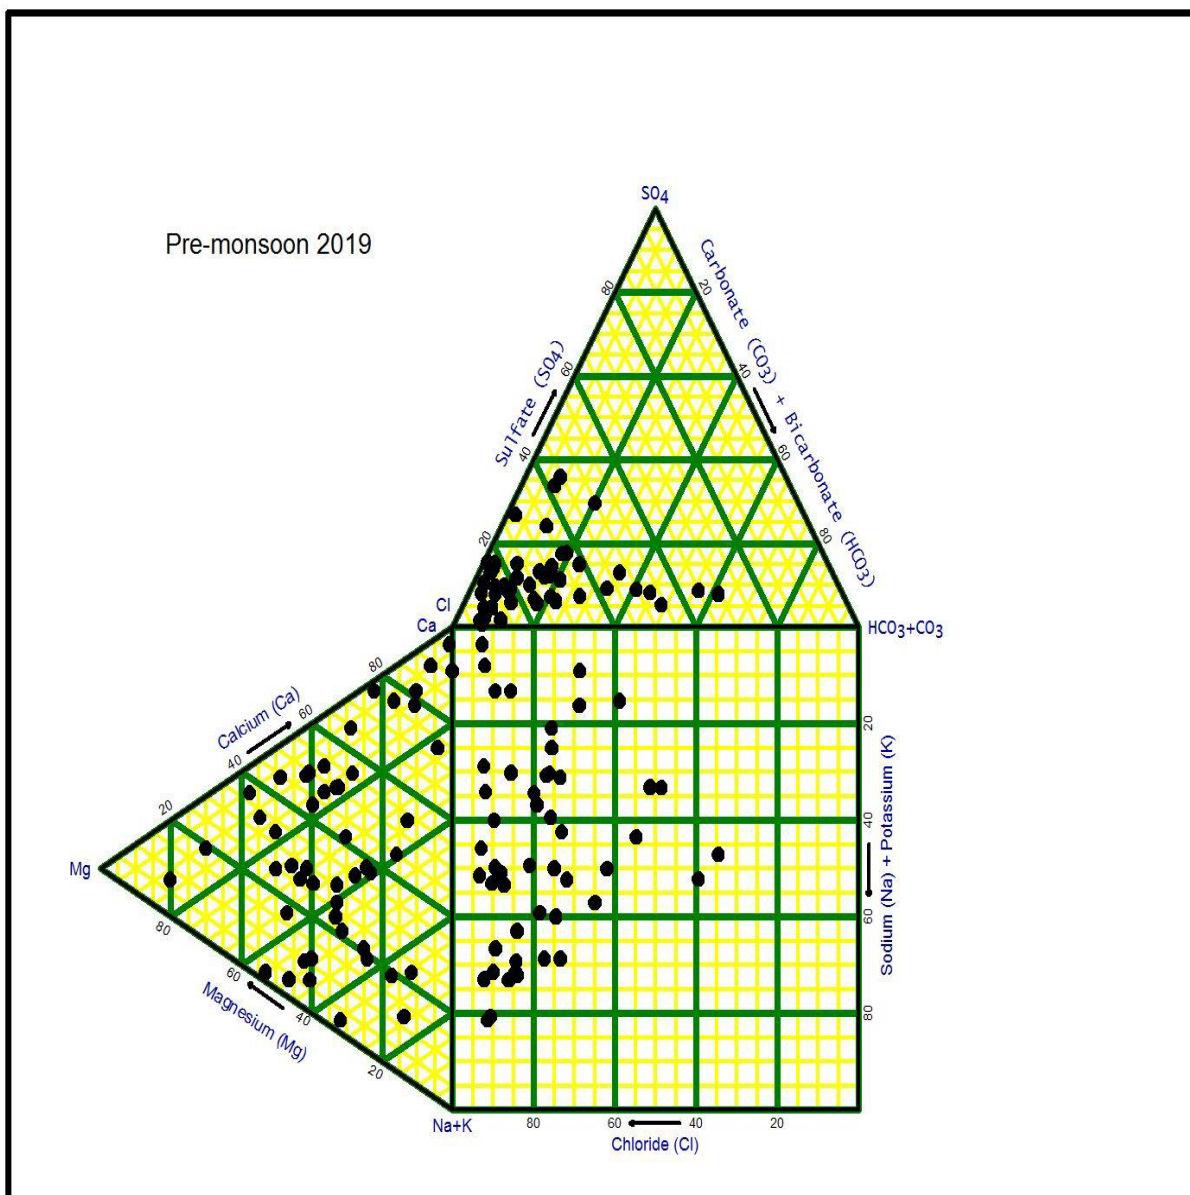 SO4
Pre-monsoon 2019
Carbonate (CO3) + Bicarbonate (HCO3)
20
40
60
80
Sulfate (SO4)
80
60
40
20
Cl
Ca
HCO3+CO3
Calcium (Ca)
80
60
40
20
Mg
Magnesium (Mg)
80
60
40
20
Na+K
Sodium (Na) + Potassium (K)
20
40
60
80
80
60
40
20
Chloride (Cl)